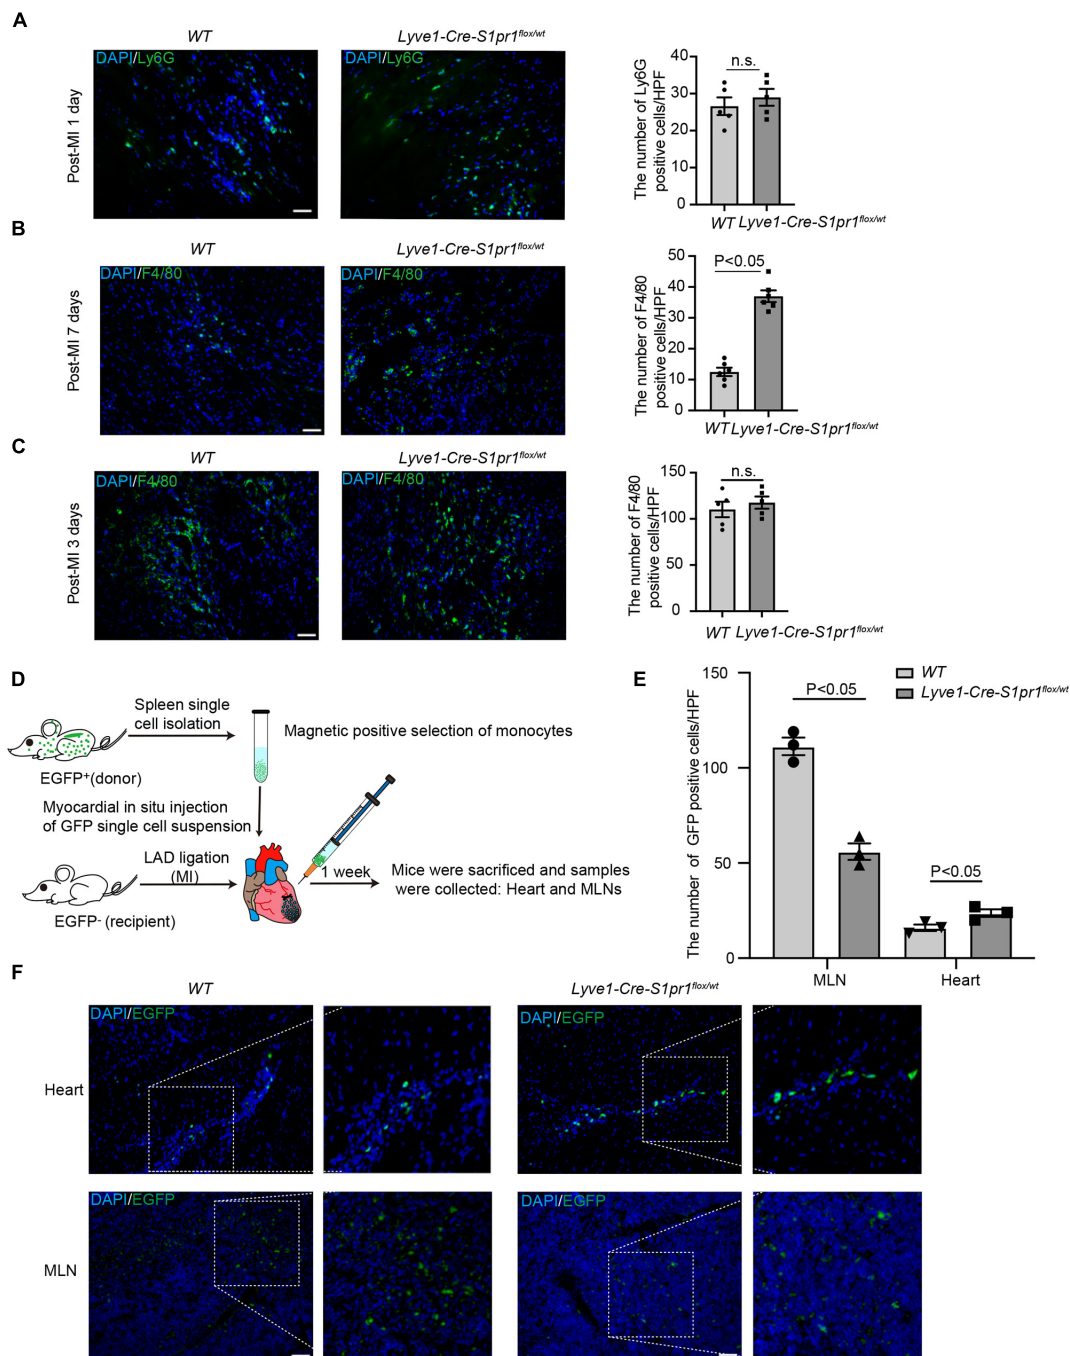 A
WT
Lyve1-Cre-S1pr1flox/wt
Post-MI 1 day
DAPI/Ly6G
DAPI/Ly6G
The number of Ly6G
positive cells/HPF
40
30
20
10
0
n.s.
WT Lyve1-Cre-S1pr1flox/wt
B
WT
Lyve1-Cre-S1pr1flox/wt
Post-MI 7 days
DAPI/F4/80
DAPI/F4/80
The number of F4/80
positive cells/HPF
50
40
30
20
10
0
P<0.05
WT Lyve1-Cre-S1pr1flox/wt
C
WT
Lyve1-Cre-S1pr1flox/wt
Post-MI 3 days
DAPI/F4/80
DAPI/F4/80
The number of F4/80
positive cells/HPF
150
100
50
0
n.s.
WT Lyve1-Cre-S1pr1flox/wt
D
Spleen single
cell isolation
Magnetic positive selection of monocytes
EGFP+(donor)
Myocardial in situ injection
of GFP single cell suspension
LAD ligation
(MI)
1 week
Mice were sacrificed and samples
were collected: Heart and MLNs
EGFP- (recipient)
E
The number of GFP positive cells/HPF
150
100
50
0
WT
Lyve1-Cre-S1pr1flox/wt
P<0.05
P<0.05
MLN
Heart
F
WT
Lyve1-Cre-S1pr1flox/wt
Heart
DAPI/EGFP
DAPI/EGFP
MLN
DAPI/EGFP
DAPI/EGFP